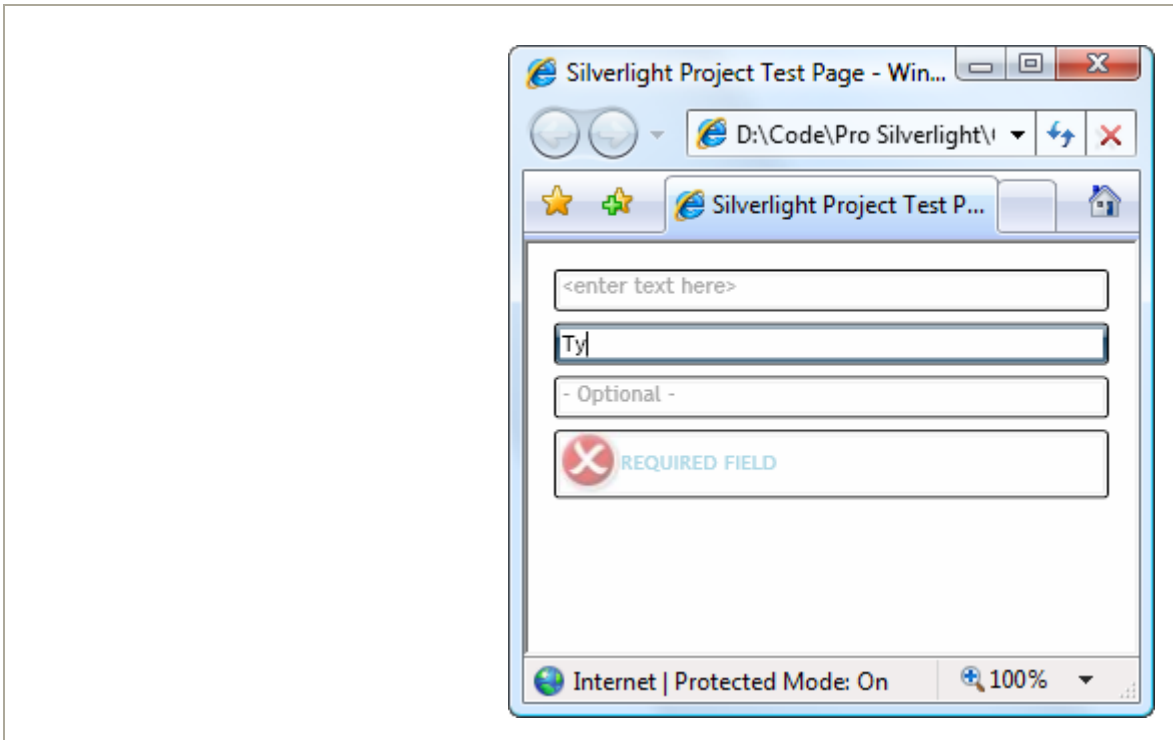 Silverlight Project Test Page - Win...
D:\Code\Pro Silverlight\
Silverlight Project Test P...
<enter text here>
Ty
- Optional -
REQUIRED FIELD
Internet | Protected Mode: On
100%